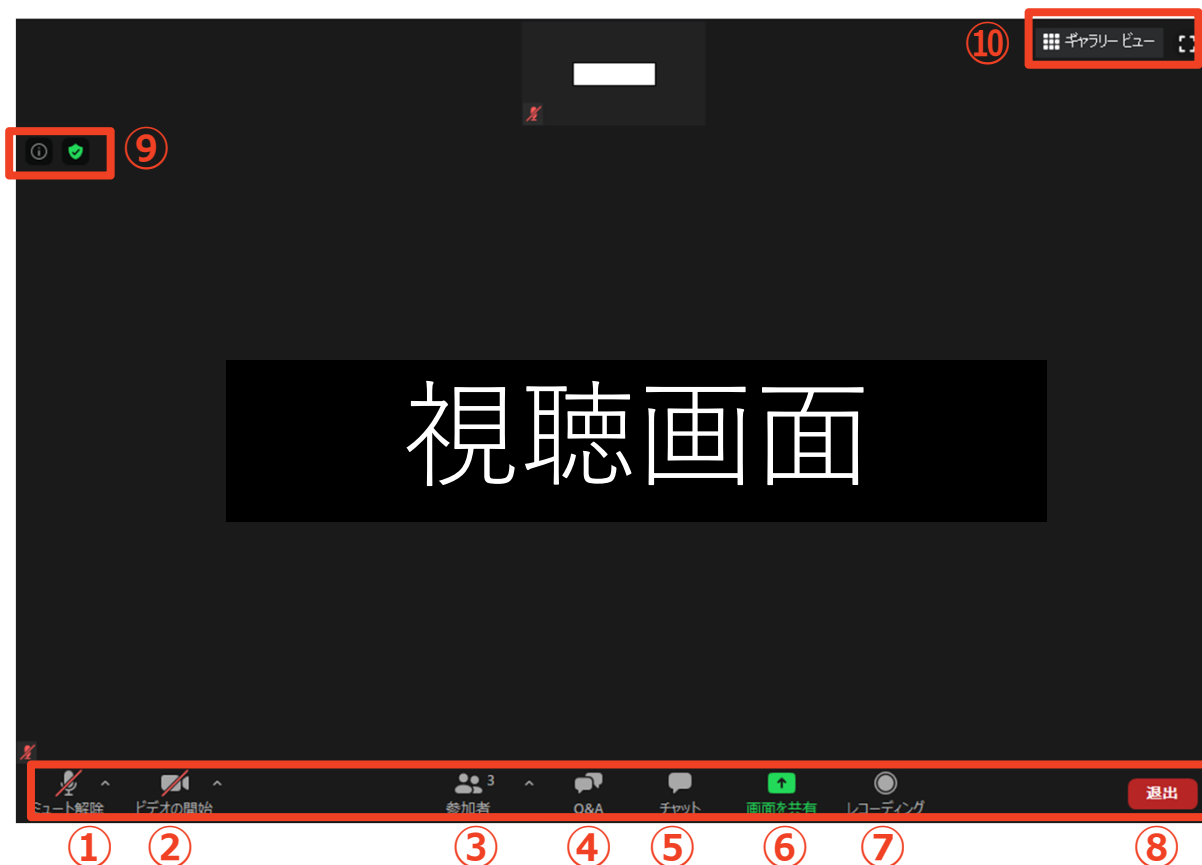 ⑩
ギャラリー ビュー
⑨
視聴画面
ミュート解除 ビデオの開始 参加者 3 Q&A チャット 画面を共有 レコーディング 退出
① ② ③ ④ ⑤ ⑥ ⑦ ⑧